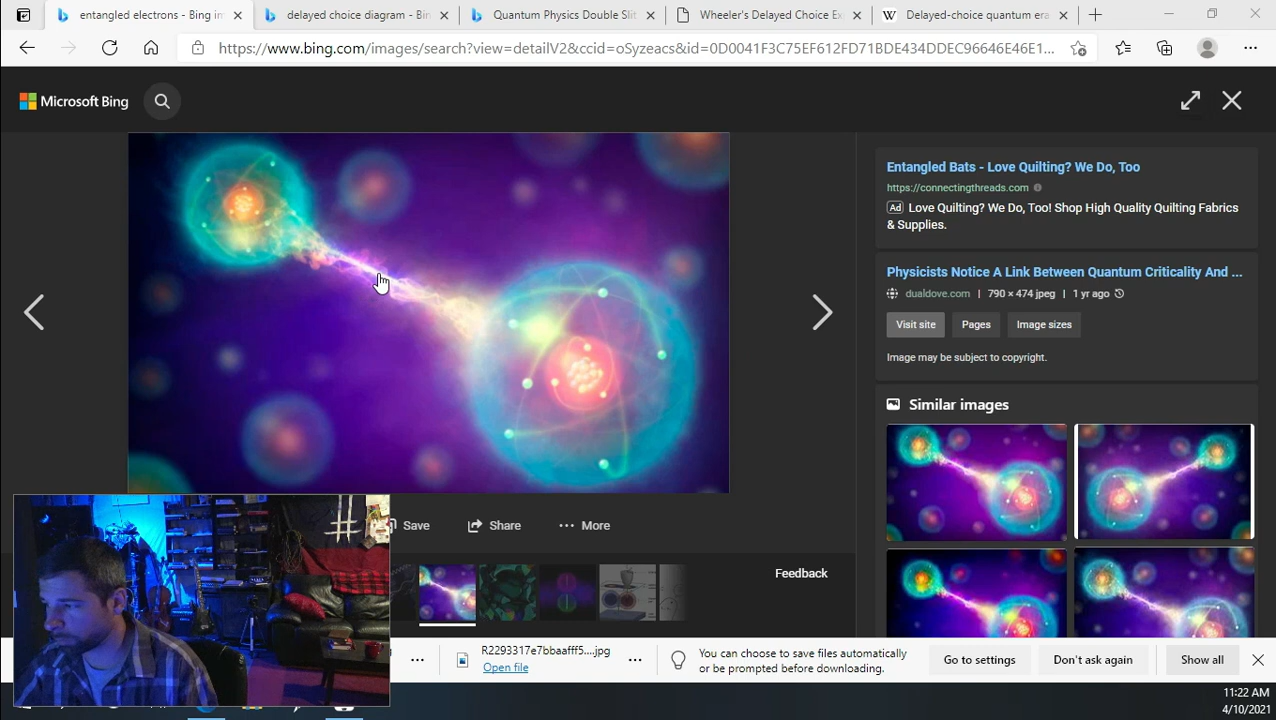 entangled electrons - Bing im
delayed choice diagram - Bing
Quantum Physics Double Slit
Wheeler's Delayed Choice Ex
Delayed-choice quantum era
https://www.bing.com/images/search?view=detailV2&ccid=oSyzeacs&id=0D0041F3C75EF612FD71BDE434DDEC96646E46E1...
Microsoft Bing
Entangled Bats - Love Quilting? We Do, Too
https://connectingthreads.com
Ad Love Quilting? We Do, Too! Shop High Quality Quilting Fabrics
& Supplies.
Physicists Notice A Link Between Quantum Criticality And ...
dualdove.com | 790 × 474 jpeg | 1 yr ago
Visit site
Pages
Image sizes
Image may be subject to copyright.
Similar images
Save
Share
More
Feedback
R2293317e7bbaafff5....jpg
Open file
You can choose to save files automatically
or be prompted before downloading.
Go to settings
Don't ask again
Show all
11:22 AM
4/10/2021